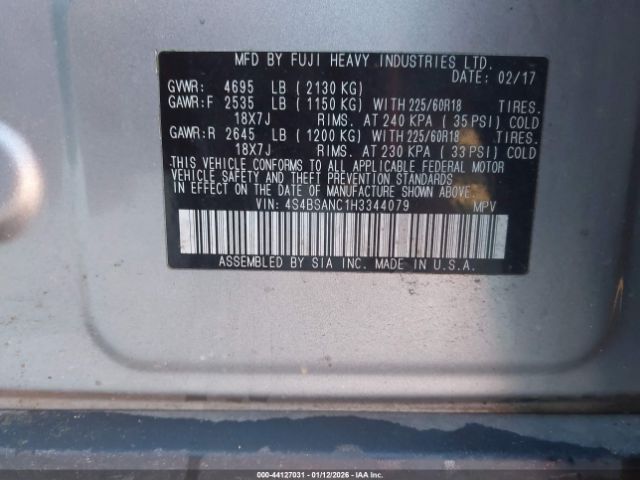 MFD BY FUJI HEAVY INDUSTRIES LTD.
DATE: 02/17
GVWR: 4695 LB ( 2130 KG)
GAWR:F 2535 LB ( 1150 KG) WITH 225/60R18 TIRES.
18X7J RIMS. AT 240 KPA ( 35 PSI) COLD
GAWR:R 2645 LB ( 1200 KG) WITH 225/60R18 TIRES.
18X7J RIMS. AT 230 KPA ( 33 PSI) COLD
THIS VEHICLE CONFORMS TO ALL APPLICABLE FEDERAL MOTOR
VEHICLE SAFETY AND THEFT PREVENTION STANDARDS
IN EFFECT ON THE DATE OF MANUFACTURE SHOWN ABOVE.
VIN: 4S4BSANC1H3344079 MPV
ASSEMBLED BY SIA INC. MADE IN U.S.A.
000-44127031 - 01/12/2026 - IAAI.COM